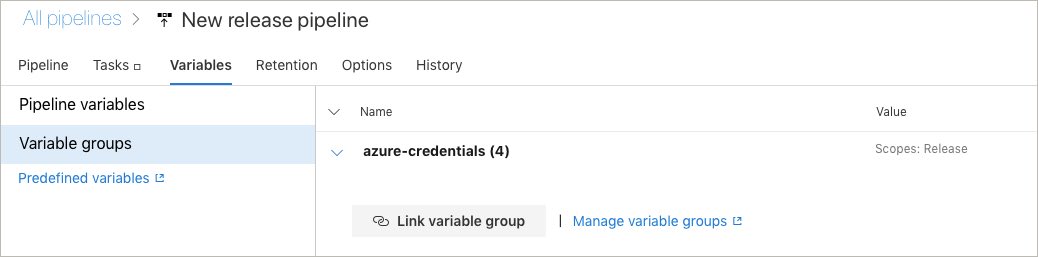 All pipelines > New release pipeline
Pipeline Tasks Variables Retention Options History
Pipeline variables
Name Value
Variable groups
azure-credentials (4) Scopes: Release
Predefined variables
Link variable group | Manage variable groups